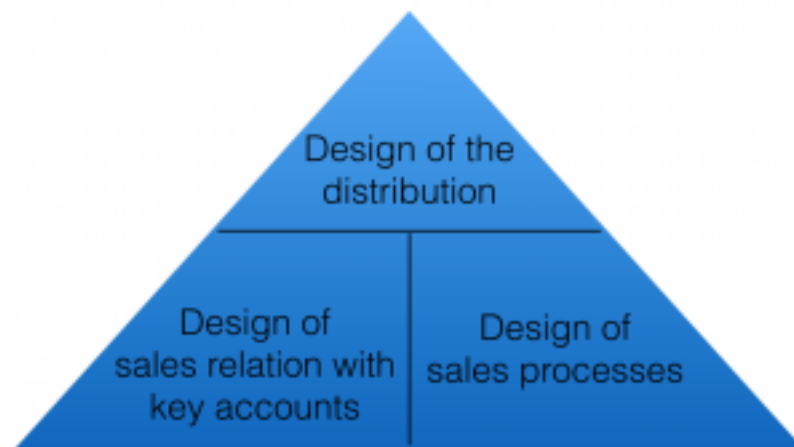 Design of the
distribution
Design of
sales relation with
key accounts
Design of
sales processes